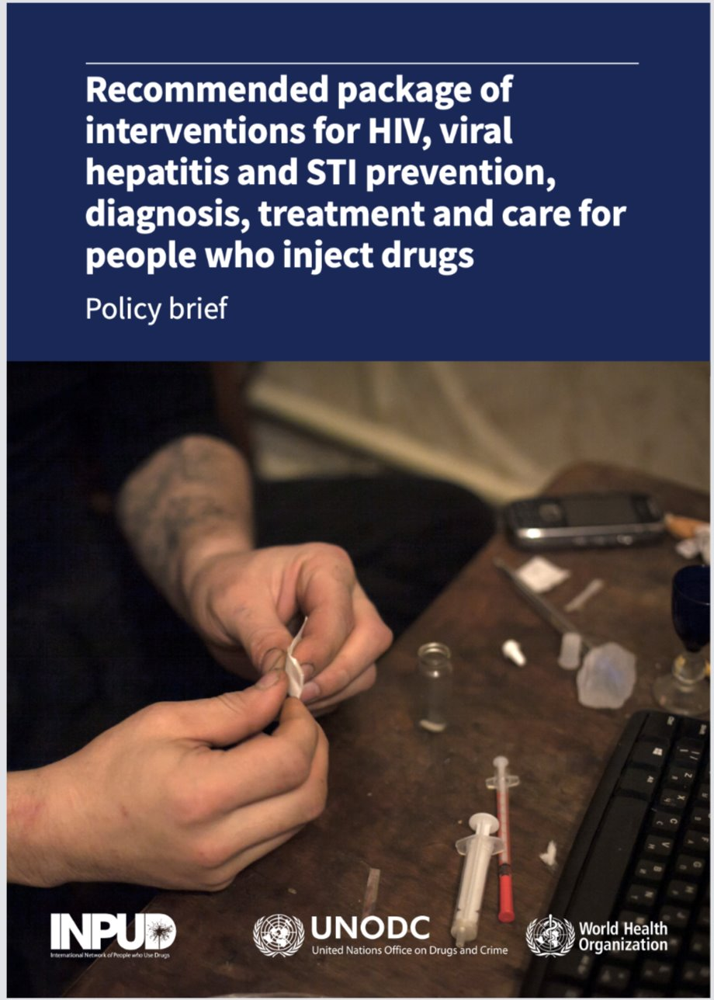 Recommended package of
interventions for HIV, viral
hepatitis and STI prevention,
diagnosis, treatment and care for
people who inject drugs
Policy brief
INPUD
International Network of People who Use Drugs
UNODC
United Nations Office on Drugs and Crime
World Health
Organization